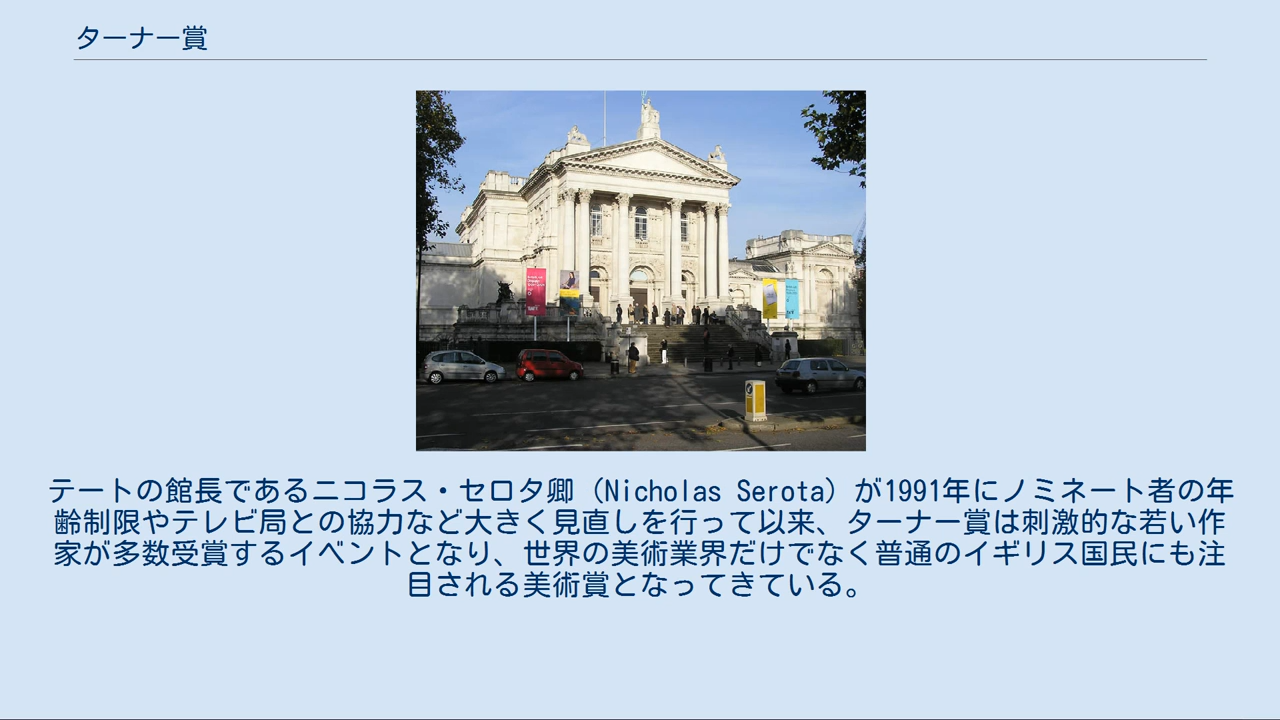 ターナー賞
テートの館長であるニコラス・セロタ卿（Nicholas Serota）が1991年にノミネート者の年
齢制限やテレビ局との協力など大きく見直しを行って以来、ターナー賞は刺激的な若い作
家が多数受賞するイベントとなり、世界の美術業界だけでなく普通のイギリス国民にも注
目される美術賞となってきている。